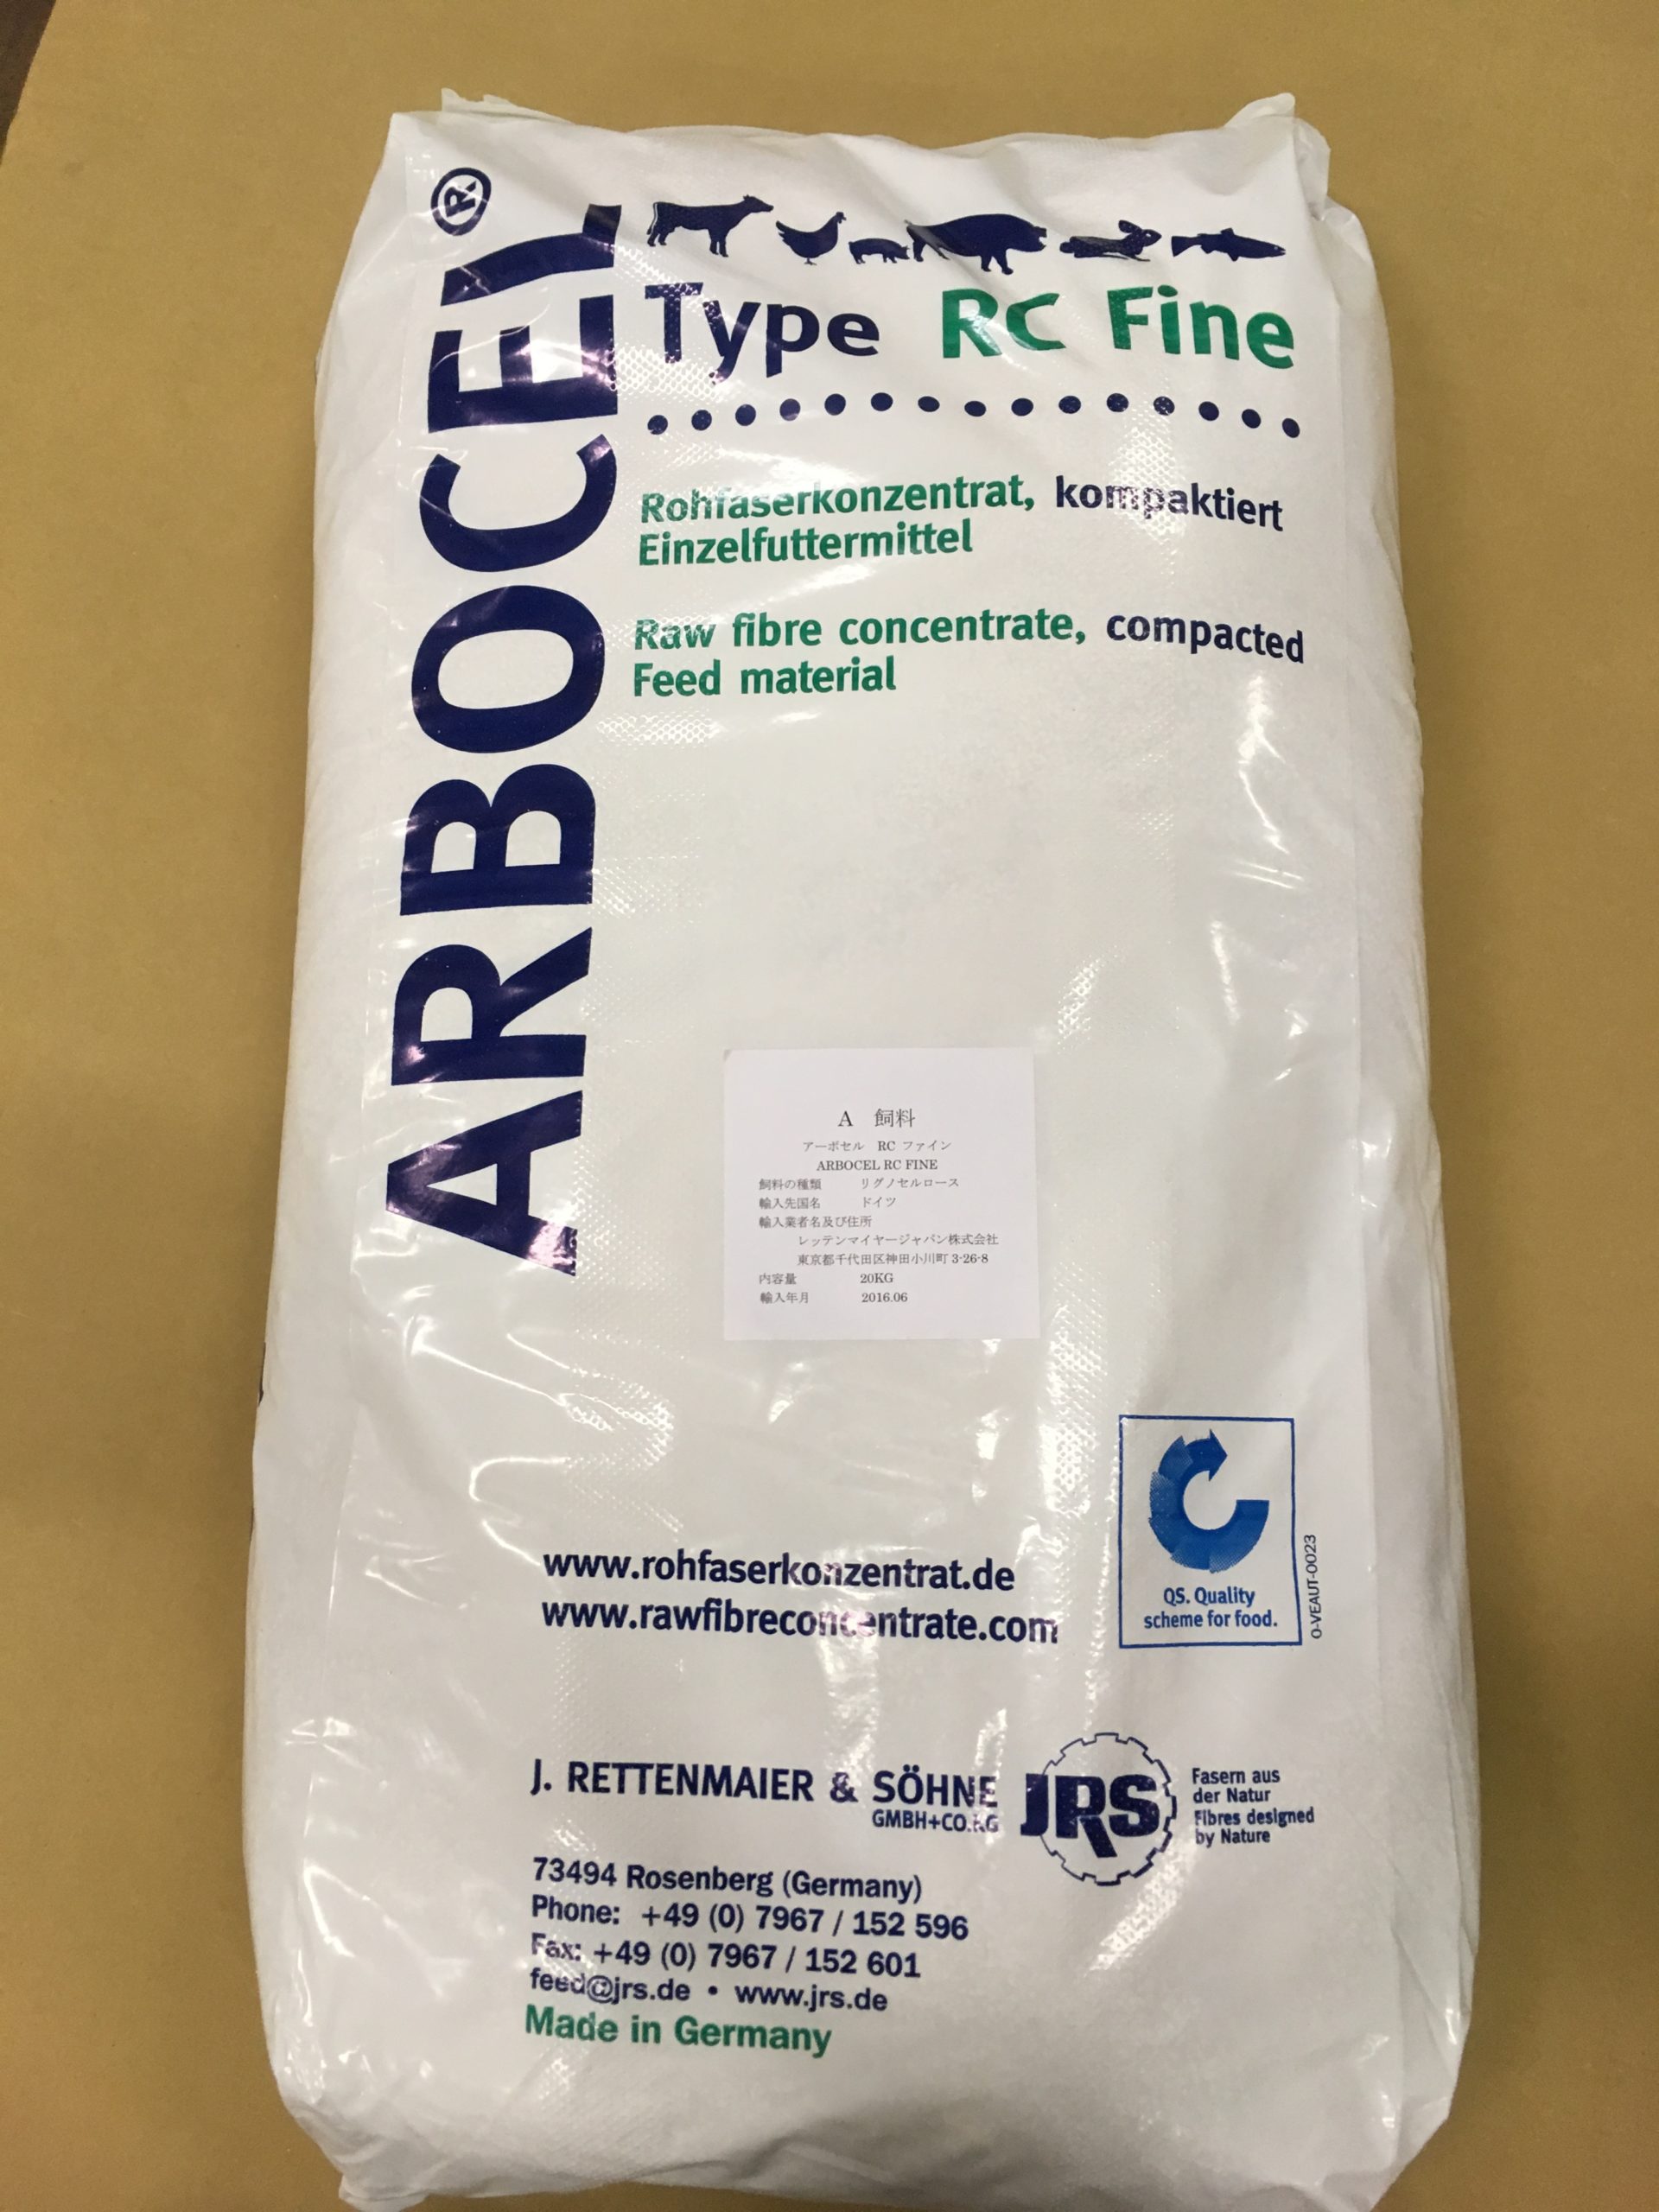 ARBOCEL®
Type RC Fine
Rohfaserkonzentrat, kompaktiert
Einzelfuttermittel
Raw fibre concentrate, compacted
Feed material
A 飼料
アーボセル RC ファイン
ARBOCEL RC FINE
飼料の種類 リグノセルロース
輸入先国名 ドイツ
輸入業者名及び住所
レッテンマイヤージャパン株式会社
東京都千代田区神田小川町 3-26-8
内容量 20KG
輸入年月 2016.06
www.rohfaserkonzentrat.de
www.rawfibreconcentrate.com
QS. Quality
scheme for food.
O-VEAUT-0023
J. RETTENMAIER & SÖHNE
GMBH+CO.KG
JRS
Fasern aus
der Natur
Fibres designed
by Nature
73494 Rosenberg (Germany)
Phone: +49 (0) 7967 / 152 596
Fax: +49 (0) 7967 / 152 601
feed@jrs.de • www.jrs.de
Made in Germany